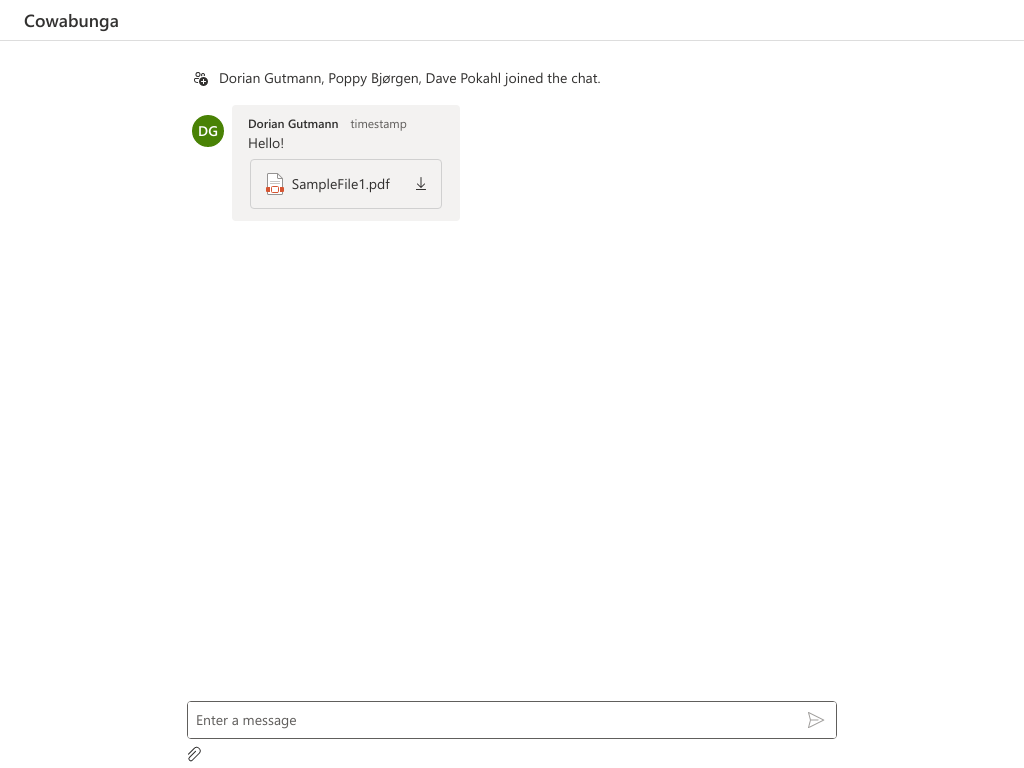 Cowabunga
Dorian Gutmann, Poppy Bjørgen, Dave Pokahl joined the chat.
DG
Dorian Gutmann timestamp
Hello!
SampleFile1.pdf
Enter a message